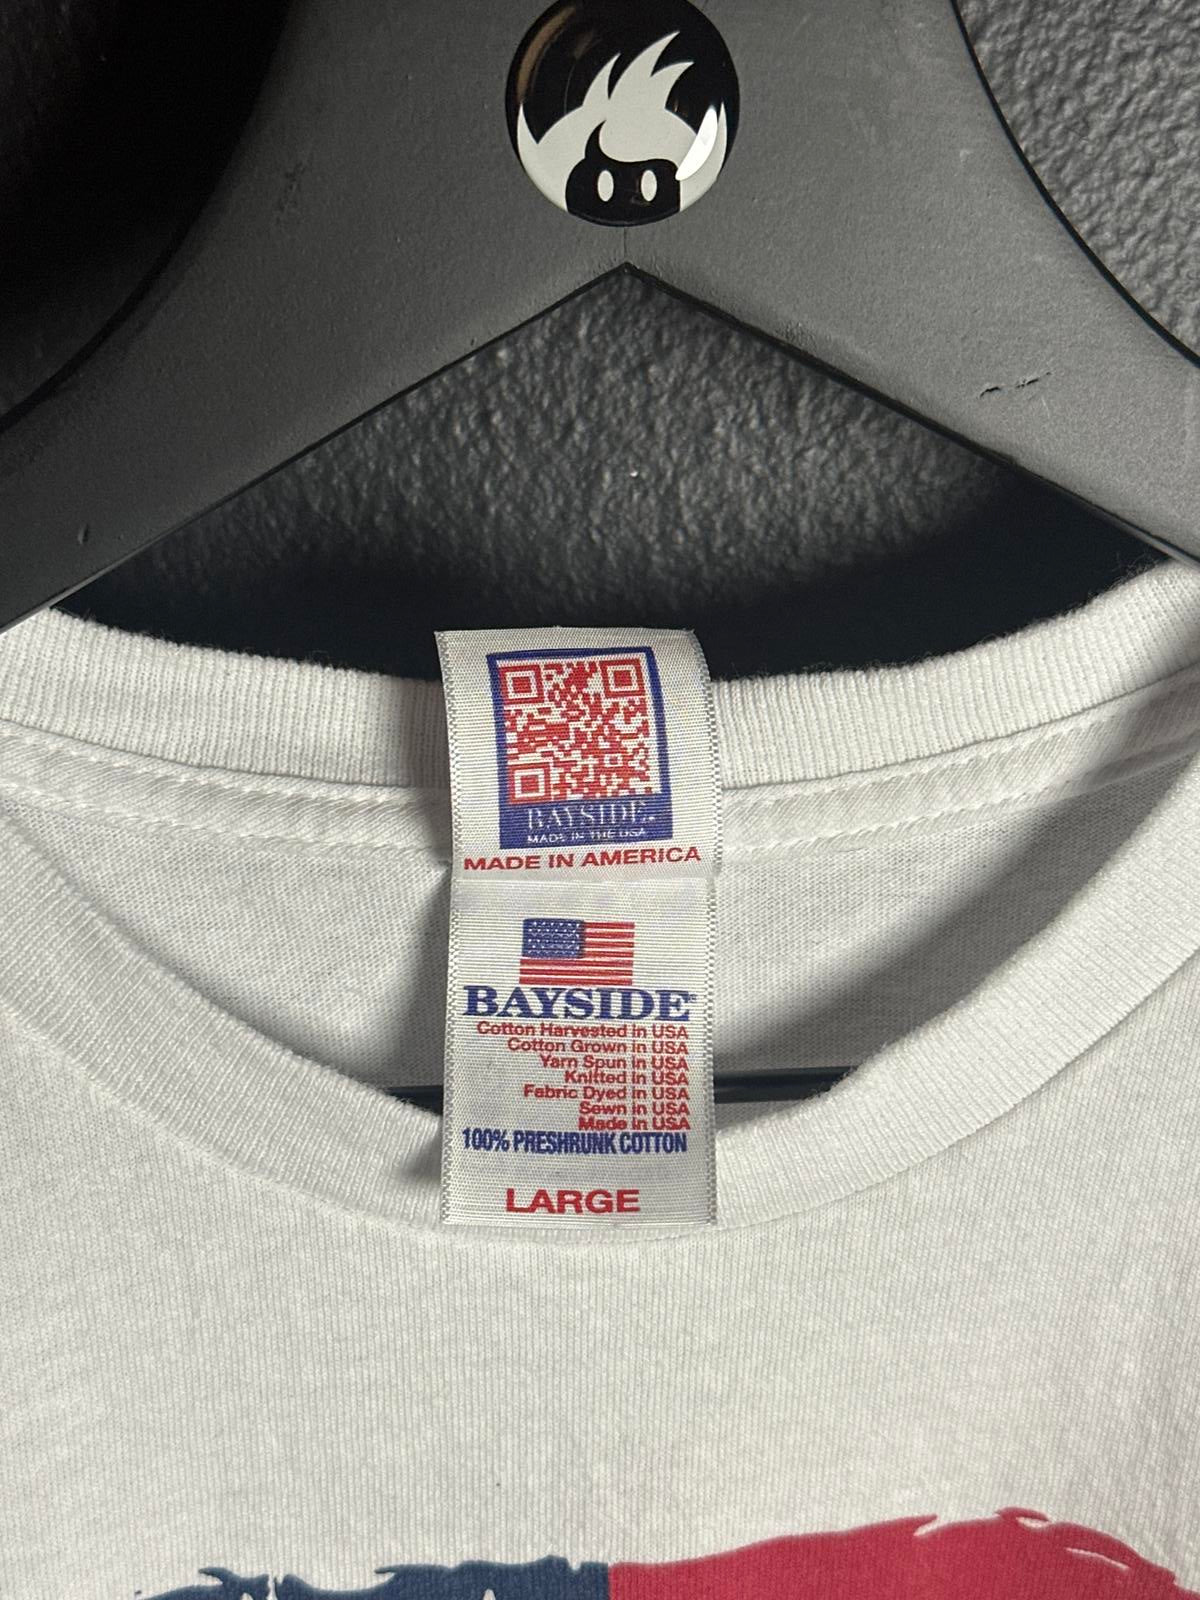 BAYSIDE.
MADE IN THE USA
MADE IN AMERICA
BAYSIDE®
Cotton Harvested in USA
Cotton Grown in USA
Yarn Spun in USA
Knitted in USA
Fabric Dyed in USA
Sewn in USA
Made in USA
100% PRESHRUNK COTTON
LARGE